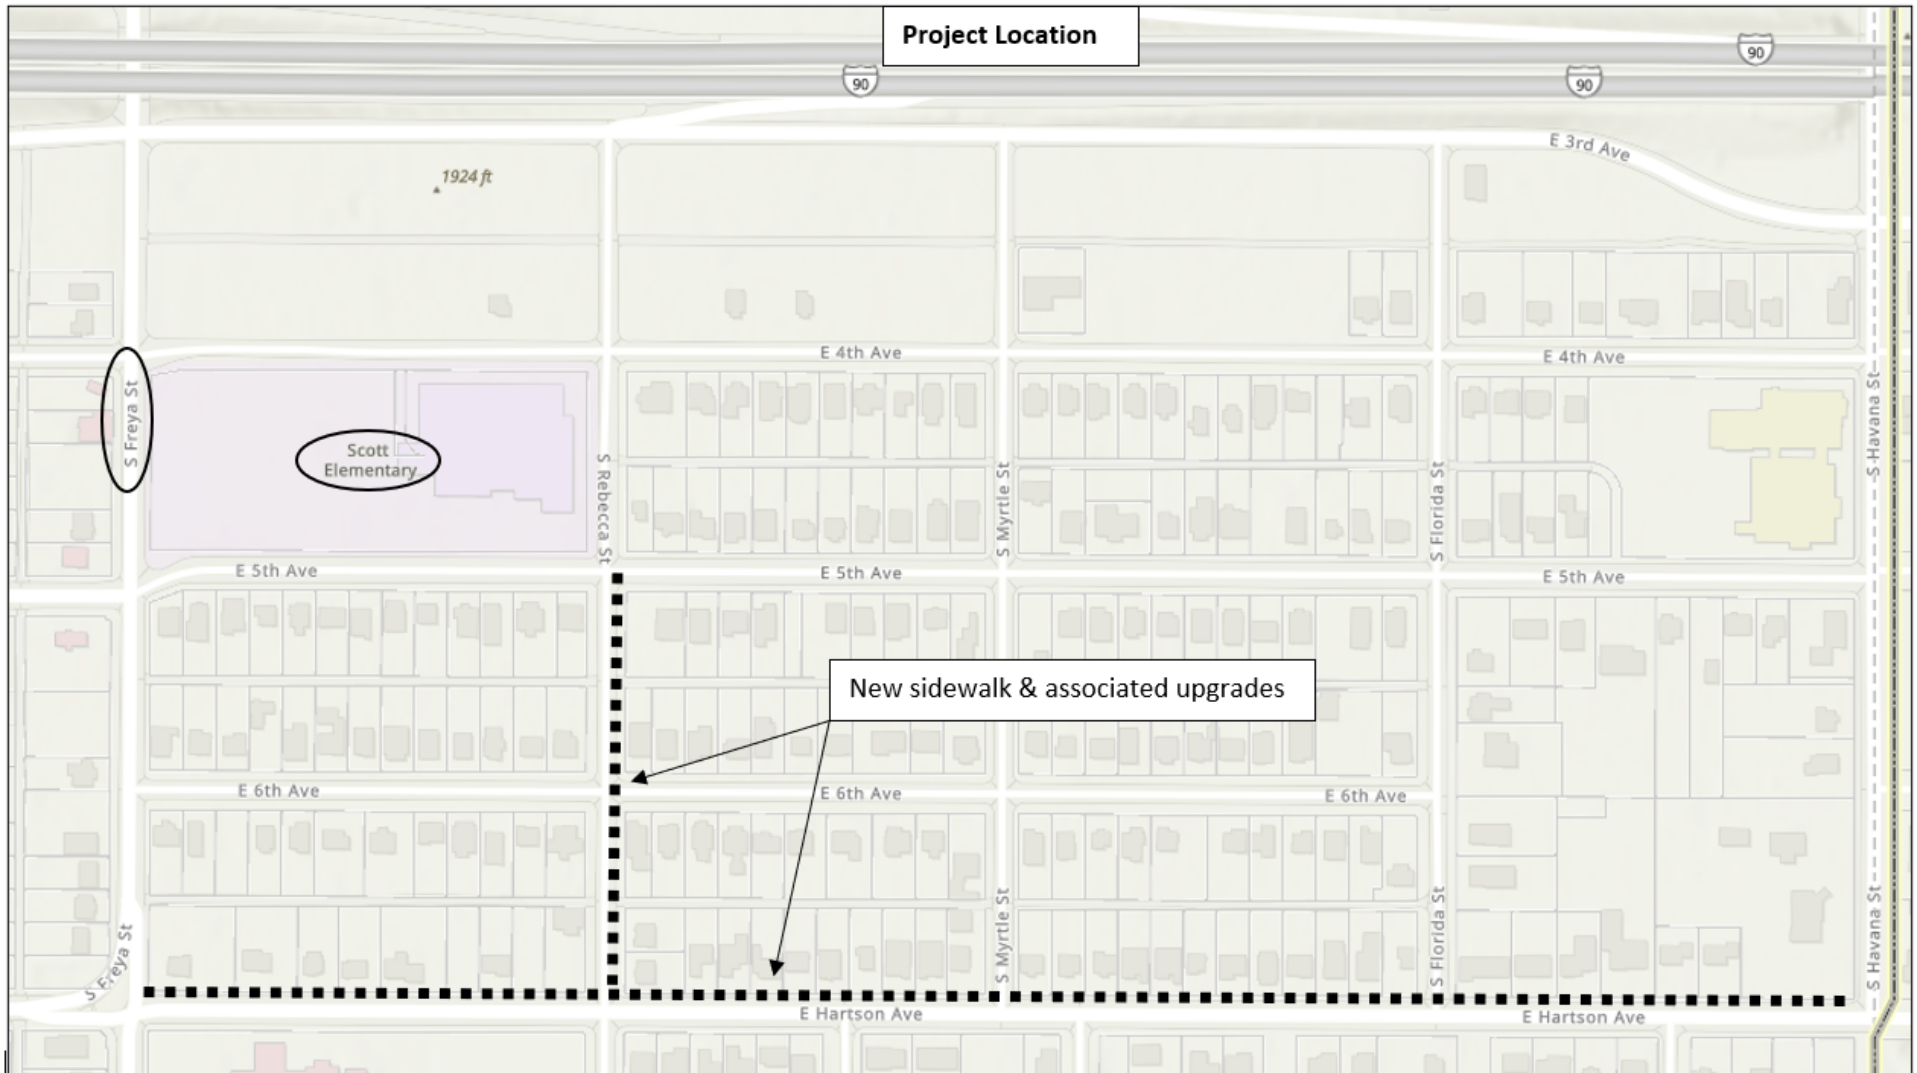 Project Location
90
90
90
E 3rd Ave
1924 ft
E 4th Ave
E 4th Ave
S Freya St
Scott
Elementary
S Rebecca St
S Myrtle St
S Florida St
S Havana St
E 5th Ave
E 5th Ave
E 5th Ave
New sidewalk & associated upgrades
E 6th Ave
E 6th Ave
E 6th Ave
S Freya St
S Myrtle St
S Florida St
S Havana St
E Hartson Ave
E Hartson Ave